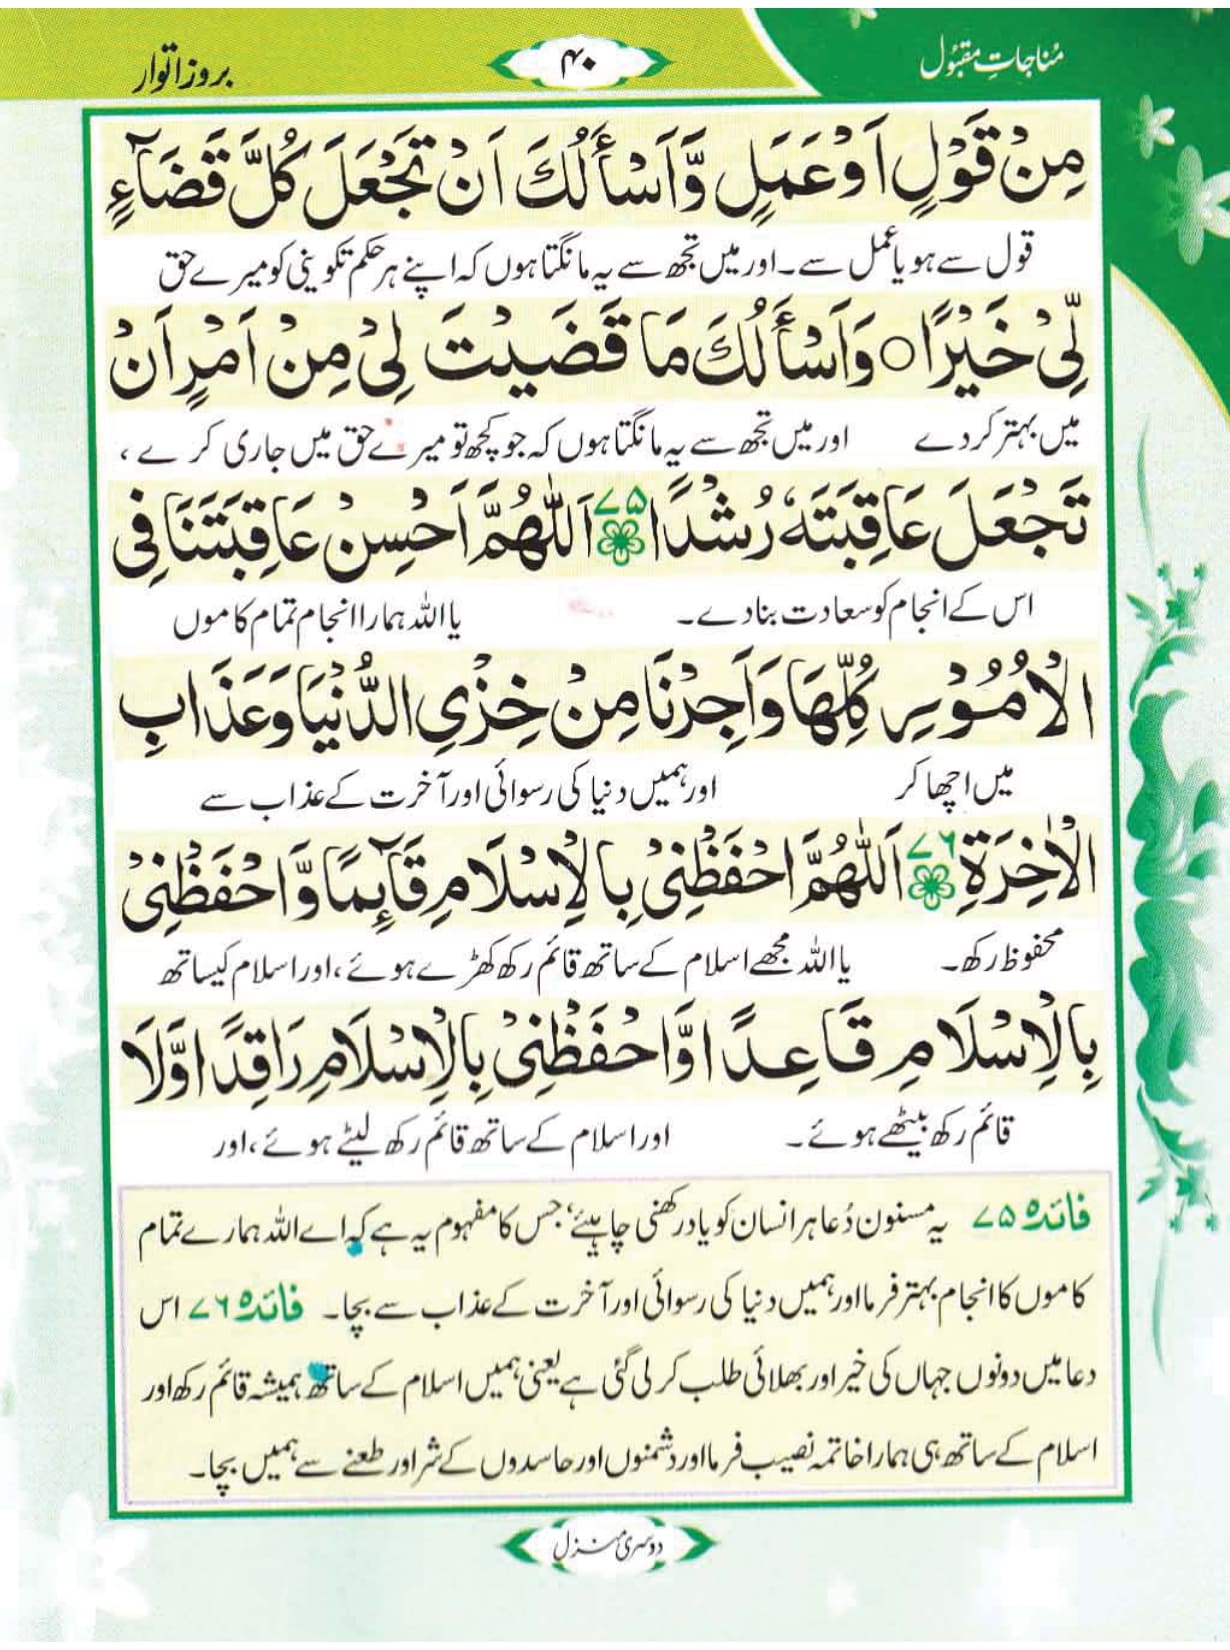 مُناجاتِ مقبُول
۴۰
بروز اتوار
مِنْ قَوْلٍ اَوْ عَمَلٍ وَّاَسْأَلُكَ اَنْ تَجْعَلَ كُلَّ قَضَآءٍ
قول سے ہو یا عمل سے۔ اور میں تجھ سے یہ مانگتا ہوں کہ اپنے ہر حکم تکوینی کو میرے حق
لِّیْ خَيْرًا ○ وَاَسْأَلُكَ مَا قَضَيْتَ لِیْ مِنْ اَمْرٍ اَنْ
میں بہتر کردے اور میں تجھ سے یہ مانگتا ہوں کہ جو کچھ تو میرے حق میں جاری کرے،
تَجْعَلَ عَاقِبَتَهٗ رُشْدًا ۷۵ اَللّٰهُمَّ اَحْسِنْ عَاقِبَتَنَا فِی
اس کے انجام کو سعادت بنادے۔ یا اللہ ہمارا انجام تمام کاموں
الْاُمُوْرِ كُلِّهَا وَاَجِرْنَا مِنْ خِزْیِ الدُّنْيَا وَعَذَابِ
میں اچھا کر اور ہمیں دنیا کی رسوائی اور آخرت کے عذاب سے
الْاٰخِرَةِ ۷۶ اَللّٰهُمَّ احْفَظْنِیْ بِالْاِسْلَامِ قَآئِمًا وَّاحْفَظْنِیْ
محفوظ رکھ۔ یا اللہ مجھے اسلام کے ساتھ قائم رکھ کھڑے ہوئے، اور اسلام کیساتھ
بِالْاِسْلَامِ قَاعِدًا وَّاحْفَظْنِیْ بِالْاِسْلَامِ رَاقِدًا وَّلَا
قائم رکھ بیٹھے ہوئے۔ اور اسلام کے ساتھ قائم رکھ لیٹے ہوئے، اور
فائدہ ۷۵ یہ مسنون دُعا ہر انسان کو یاد رکھنی چاہیئے، جس کا مفہوم یہ ہے کہ اے اللہ ہمارے تمام
کاموں کا انجام بہتر فرما اور ہمیں دنیا کی رسوائی اور آخرت کے عذاب سے بچا۔ فائدہ ۷۶ اس
دعا میں دونوں جہاں کی خیر اور بھلائی طلب کرلی گئی ہے یعنی ہمیں اسلام کے ساتھ ہمیشہ قائم رکھ اور
اسلام کے ساتھ ہی ہمارا خاتمہ نصیب فرما اور دشمنوں اور حاسدوں کے شر اور طعنے سے ہمیں بچا۔
دوسری منزل